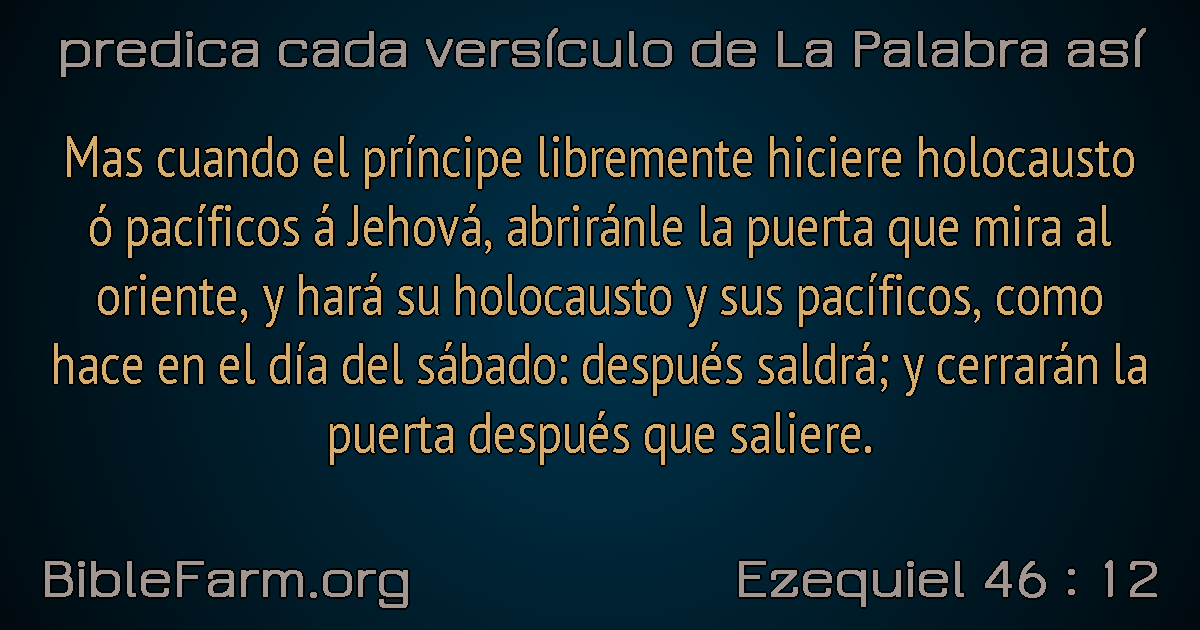 predica cada versículo de La Palabra así
Mas cuando el príncipe libremente hiciere holocausto
ó pacíficos á Jehová, abriránle la puerta que mira al
oriente, y hará su holocausto y sus pacíficos, como
hace en el día del sábado: después saldrá; y cerrarán la
puerta después que saliere.
BibleFarm.org
Ezequiel 46 : 12